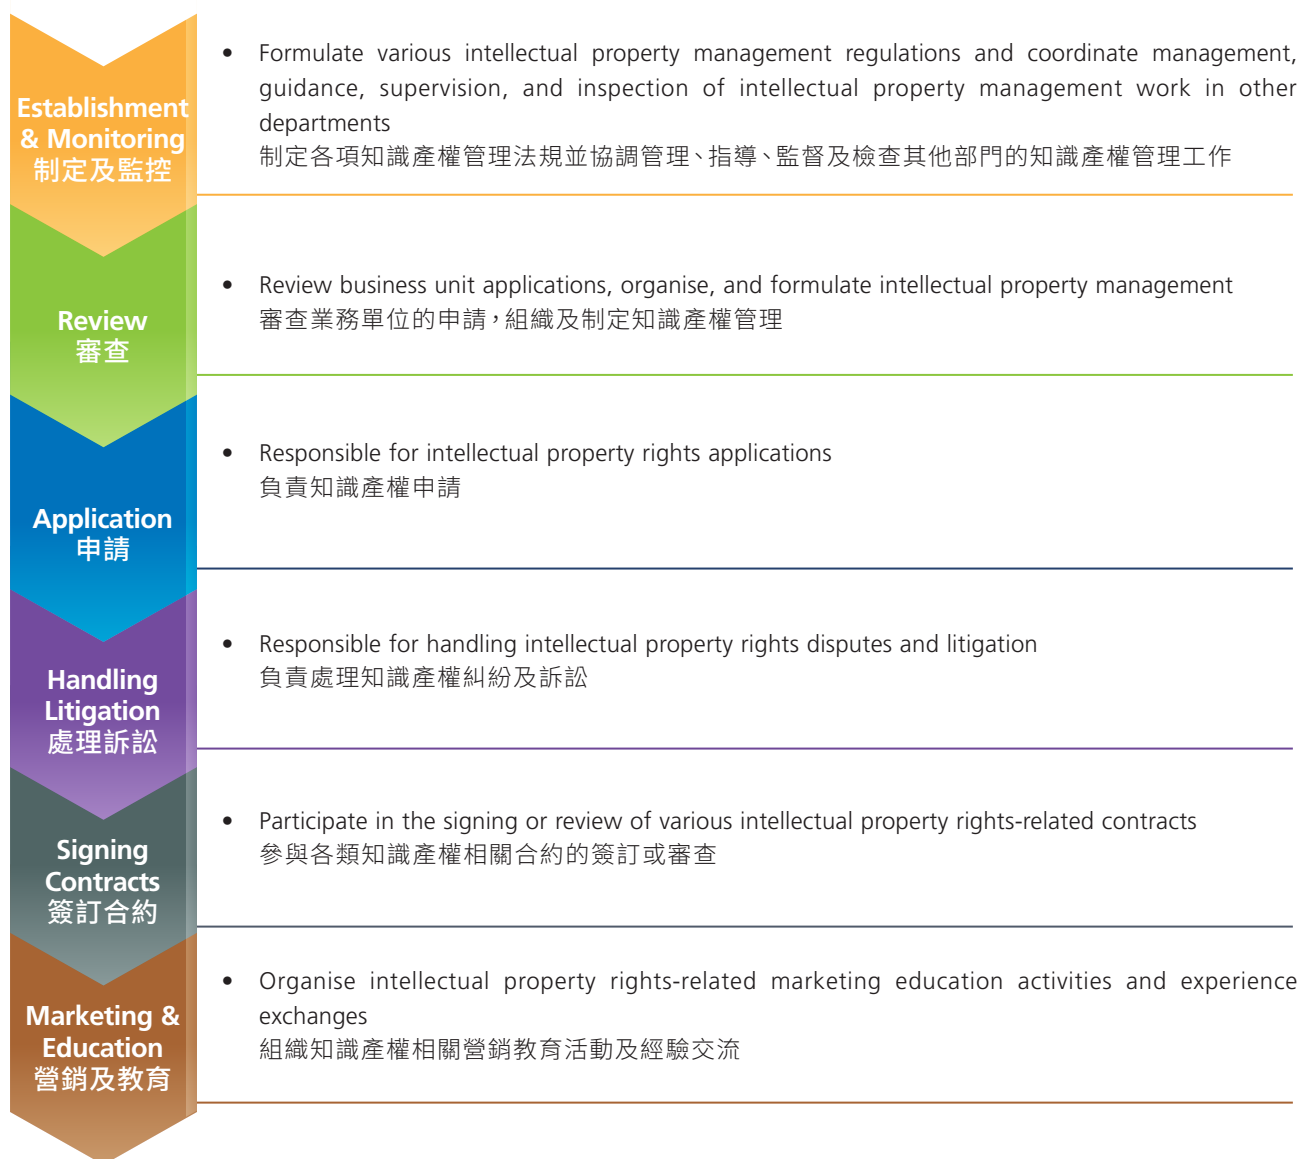 Establishment
& Monitoring
制定及監控
• Formulate various intellectual property management regulations and coordinate management,
guidance, supervision, and inspection of intellectual property management work in other
departments
制定各項知識產權管理法規並協調管理、指導、監督及檢查其他部門的知識產權管理工作
Review
審查
• Review business unit applications, organise, and formulate intellectual property management
審查業務單位的申請，組織及制定知識產權管理
Application
申請
• Responsible for intellectual property rights applications
負責知識產權申請
Handling
Litigation
處理訴訟
• Responsible for handling intellectual property rights disputes and litigation
負責處理知識產權糾紛及訴訟
Signing
Contracts
簽訂合約
• Participate in the signing or review of various intellectual property rights-related contracts
參與各類知識產權相關合約的簽訂或審查
Marketing &
Education
營銷及教育
• Organise intellectual property rights-related marketing education activities and experience
exchanges
組織知識產權相關營銷教育活動及經驗交流